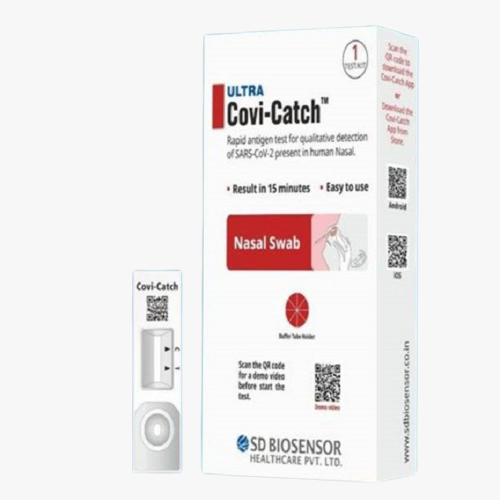 1
TEST KIT
ULTRA
Covi-Catch™
Rapid antigen test for qualitative detection
of SARS-CoV-2 present in human Nasal.
• Result in 15 minutes • Easy to use
Nasal Swab
Buffer Tube Holder
Scan the QR code
for a demo video
before start the
test.
Demo video
SD BIOSENSOR
HEALTHCARE PVT. LTD.
Scan the
QR code to
download the
Covi-Catch App
or
Download the
Covi-Catch
App from
Store.
Android
iOS
www.sdbiosensor.co.in
Covi-Catch
C
T